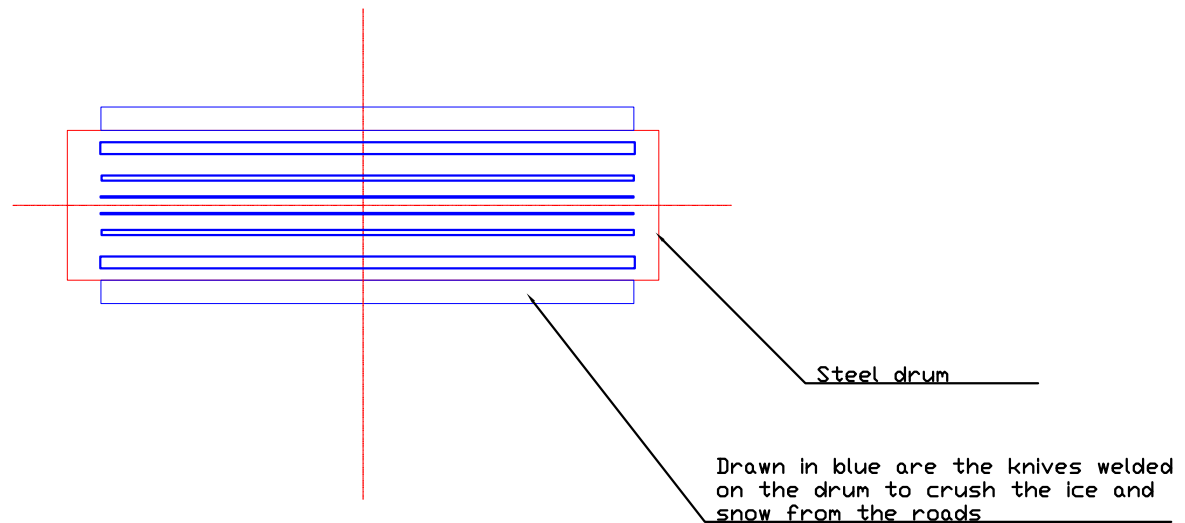 Steel drum
Drawn in blue are the knives welded
on the drum to crush the ice and
snow from the roads